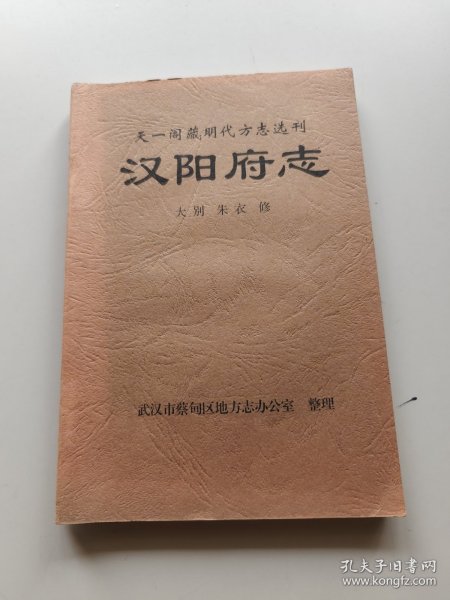 天一阁藏明代方志选刊
汉阳府志
大别 朱衣 修
武汉市蔡甸区地方志办公室 整理
孔夫子旧书网
www.kongfz.com